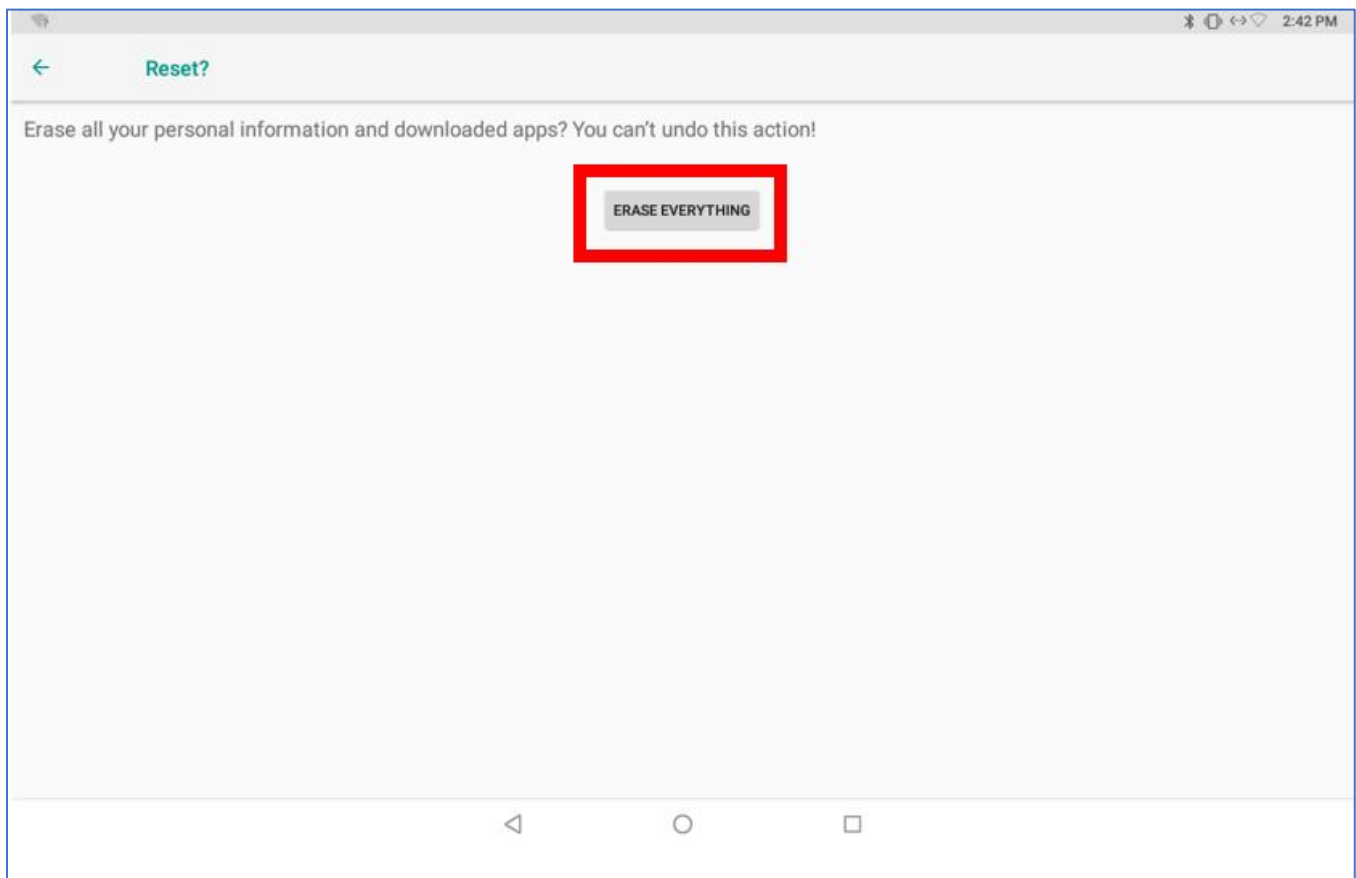 2:42 PM
Reset?
Erase all your personal information and downloaded apps? You can't undo this action!
ERASE EVERYTHING